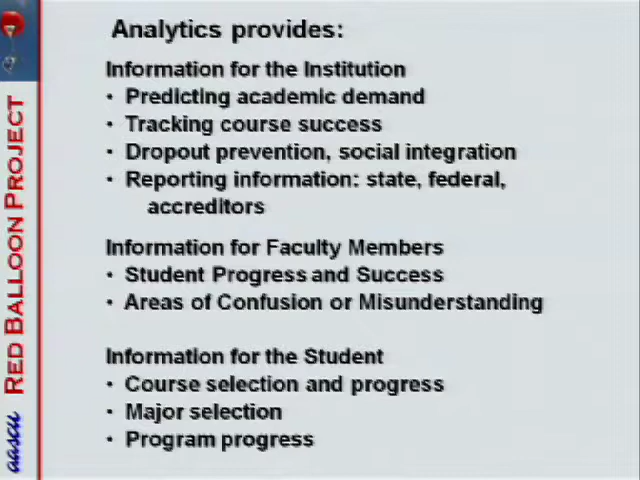 Analytics provides:
Information for the Institution
• Predicting academic demand
• Tracking course success
• Dropout prevention, social integration
• Reporting information: state, federal,
accreditors
Information for Faculty Members
• Student Progress and Success
• Areas of Confusion or Misunderstanding
Information for the Student
• Course selection and progress
• Major selection
• Program progress
aascu RED BALLOON PROJECT